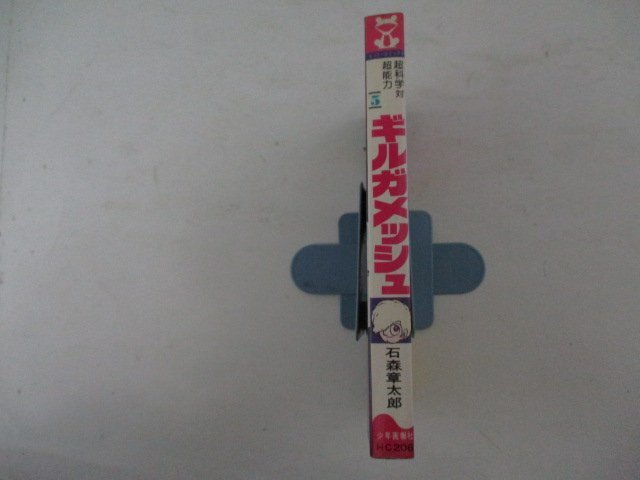 超科学対
超能力
5
ギルガメッシュ
石森章太郎
少年画報社
HC206